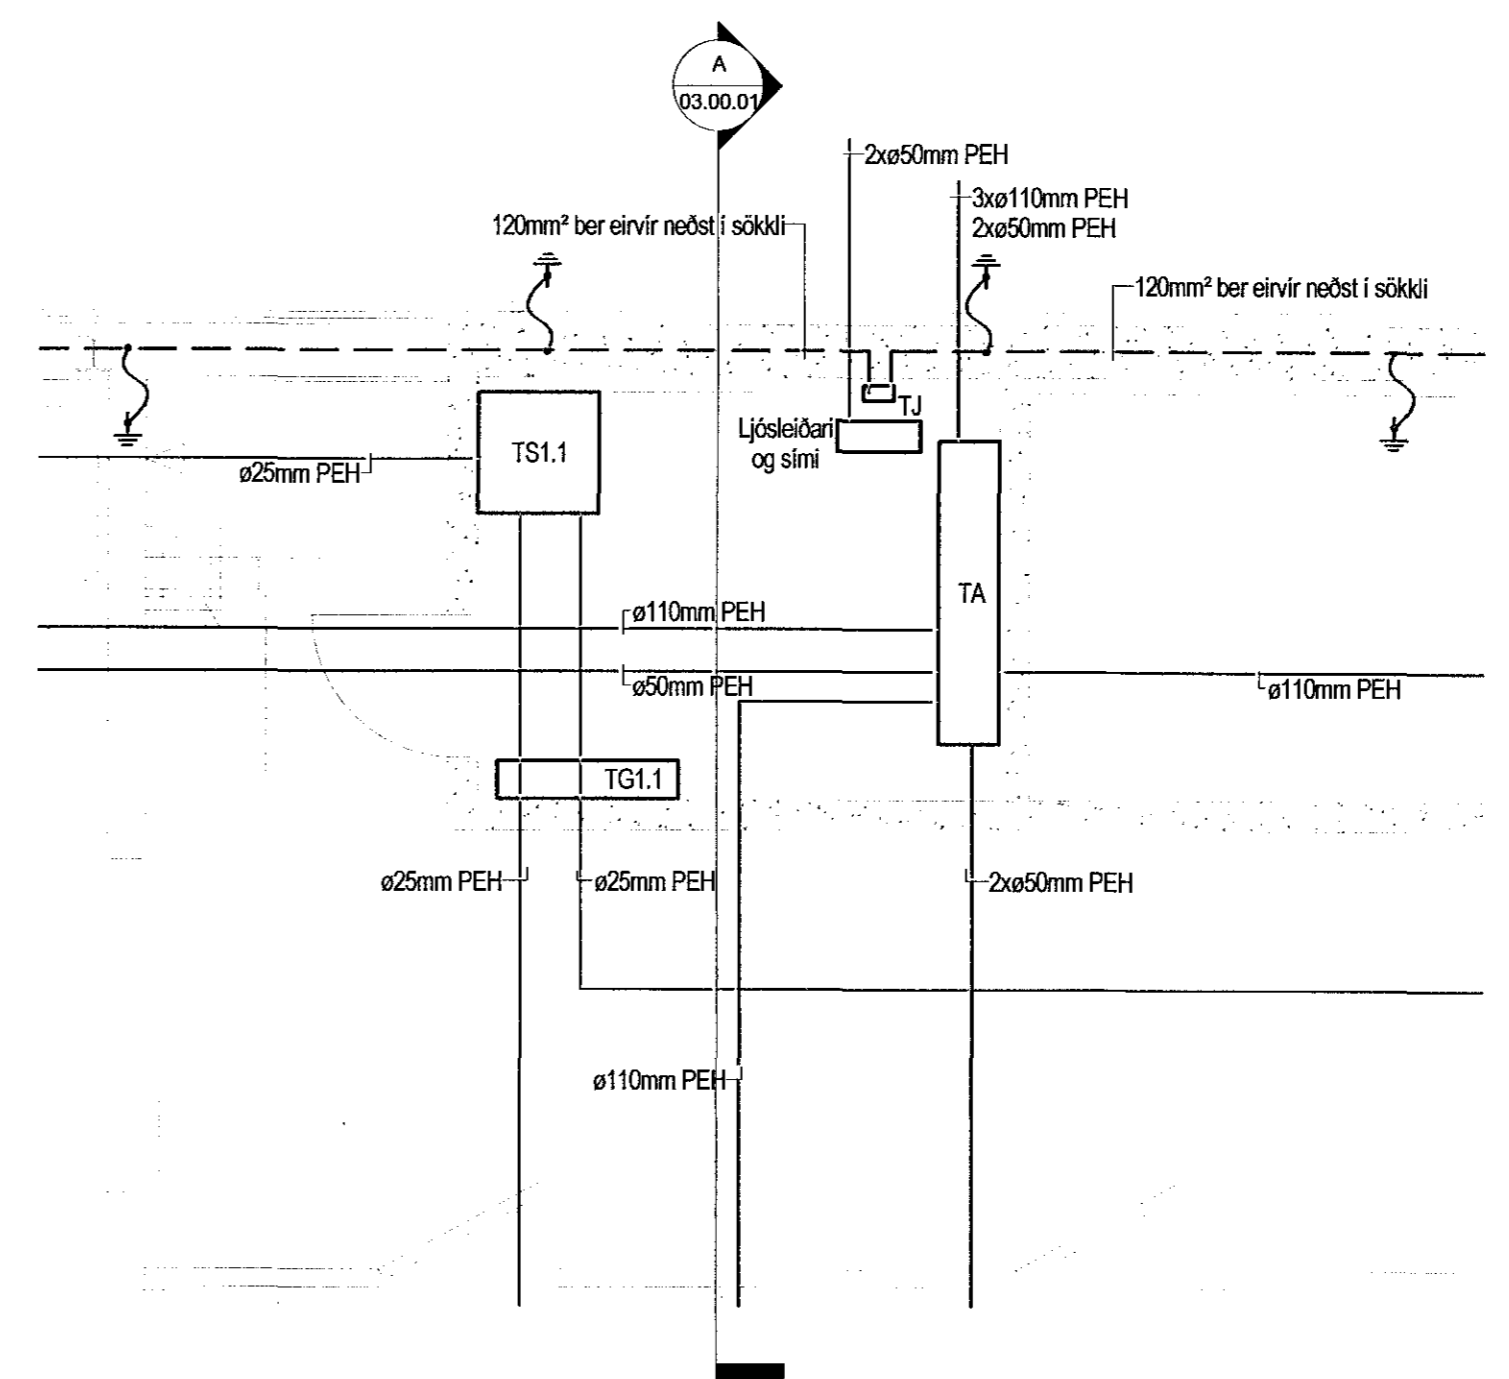 A
03.00.01
2xø50mm PEH
3xø110mm PEH
2xø50mm PEH
120mm² ber eirvír neðst í sökkli
120mm² ber eirvír neðst í sökkli
TJ
Ljósleiðari
og sími
TS1.1
ø25mm PEH
TA
ø110mm PEH
ø50mm PEH
ø110mm PEH
TG1.1
ø25mm PEH
ø25mm PEH
2xø50mm PEH
ø110mm PEH